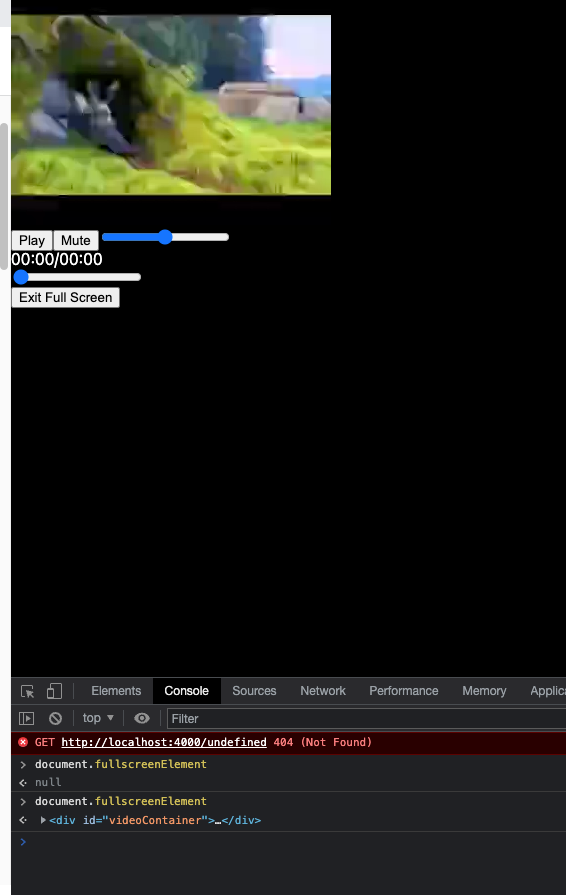 Play Mute
00:00/00:00
Exit Full Screen
Elements Console Sources Network Performance Memory Applica
top ▼ Filter
GET http://localhost:4000/undefined 404 (Not Found)
document.fullscreenElement
null
document.fullscreenElement
<div id="videoContainer">…</div>